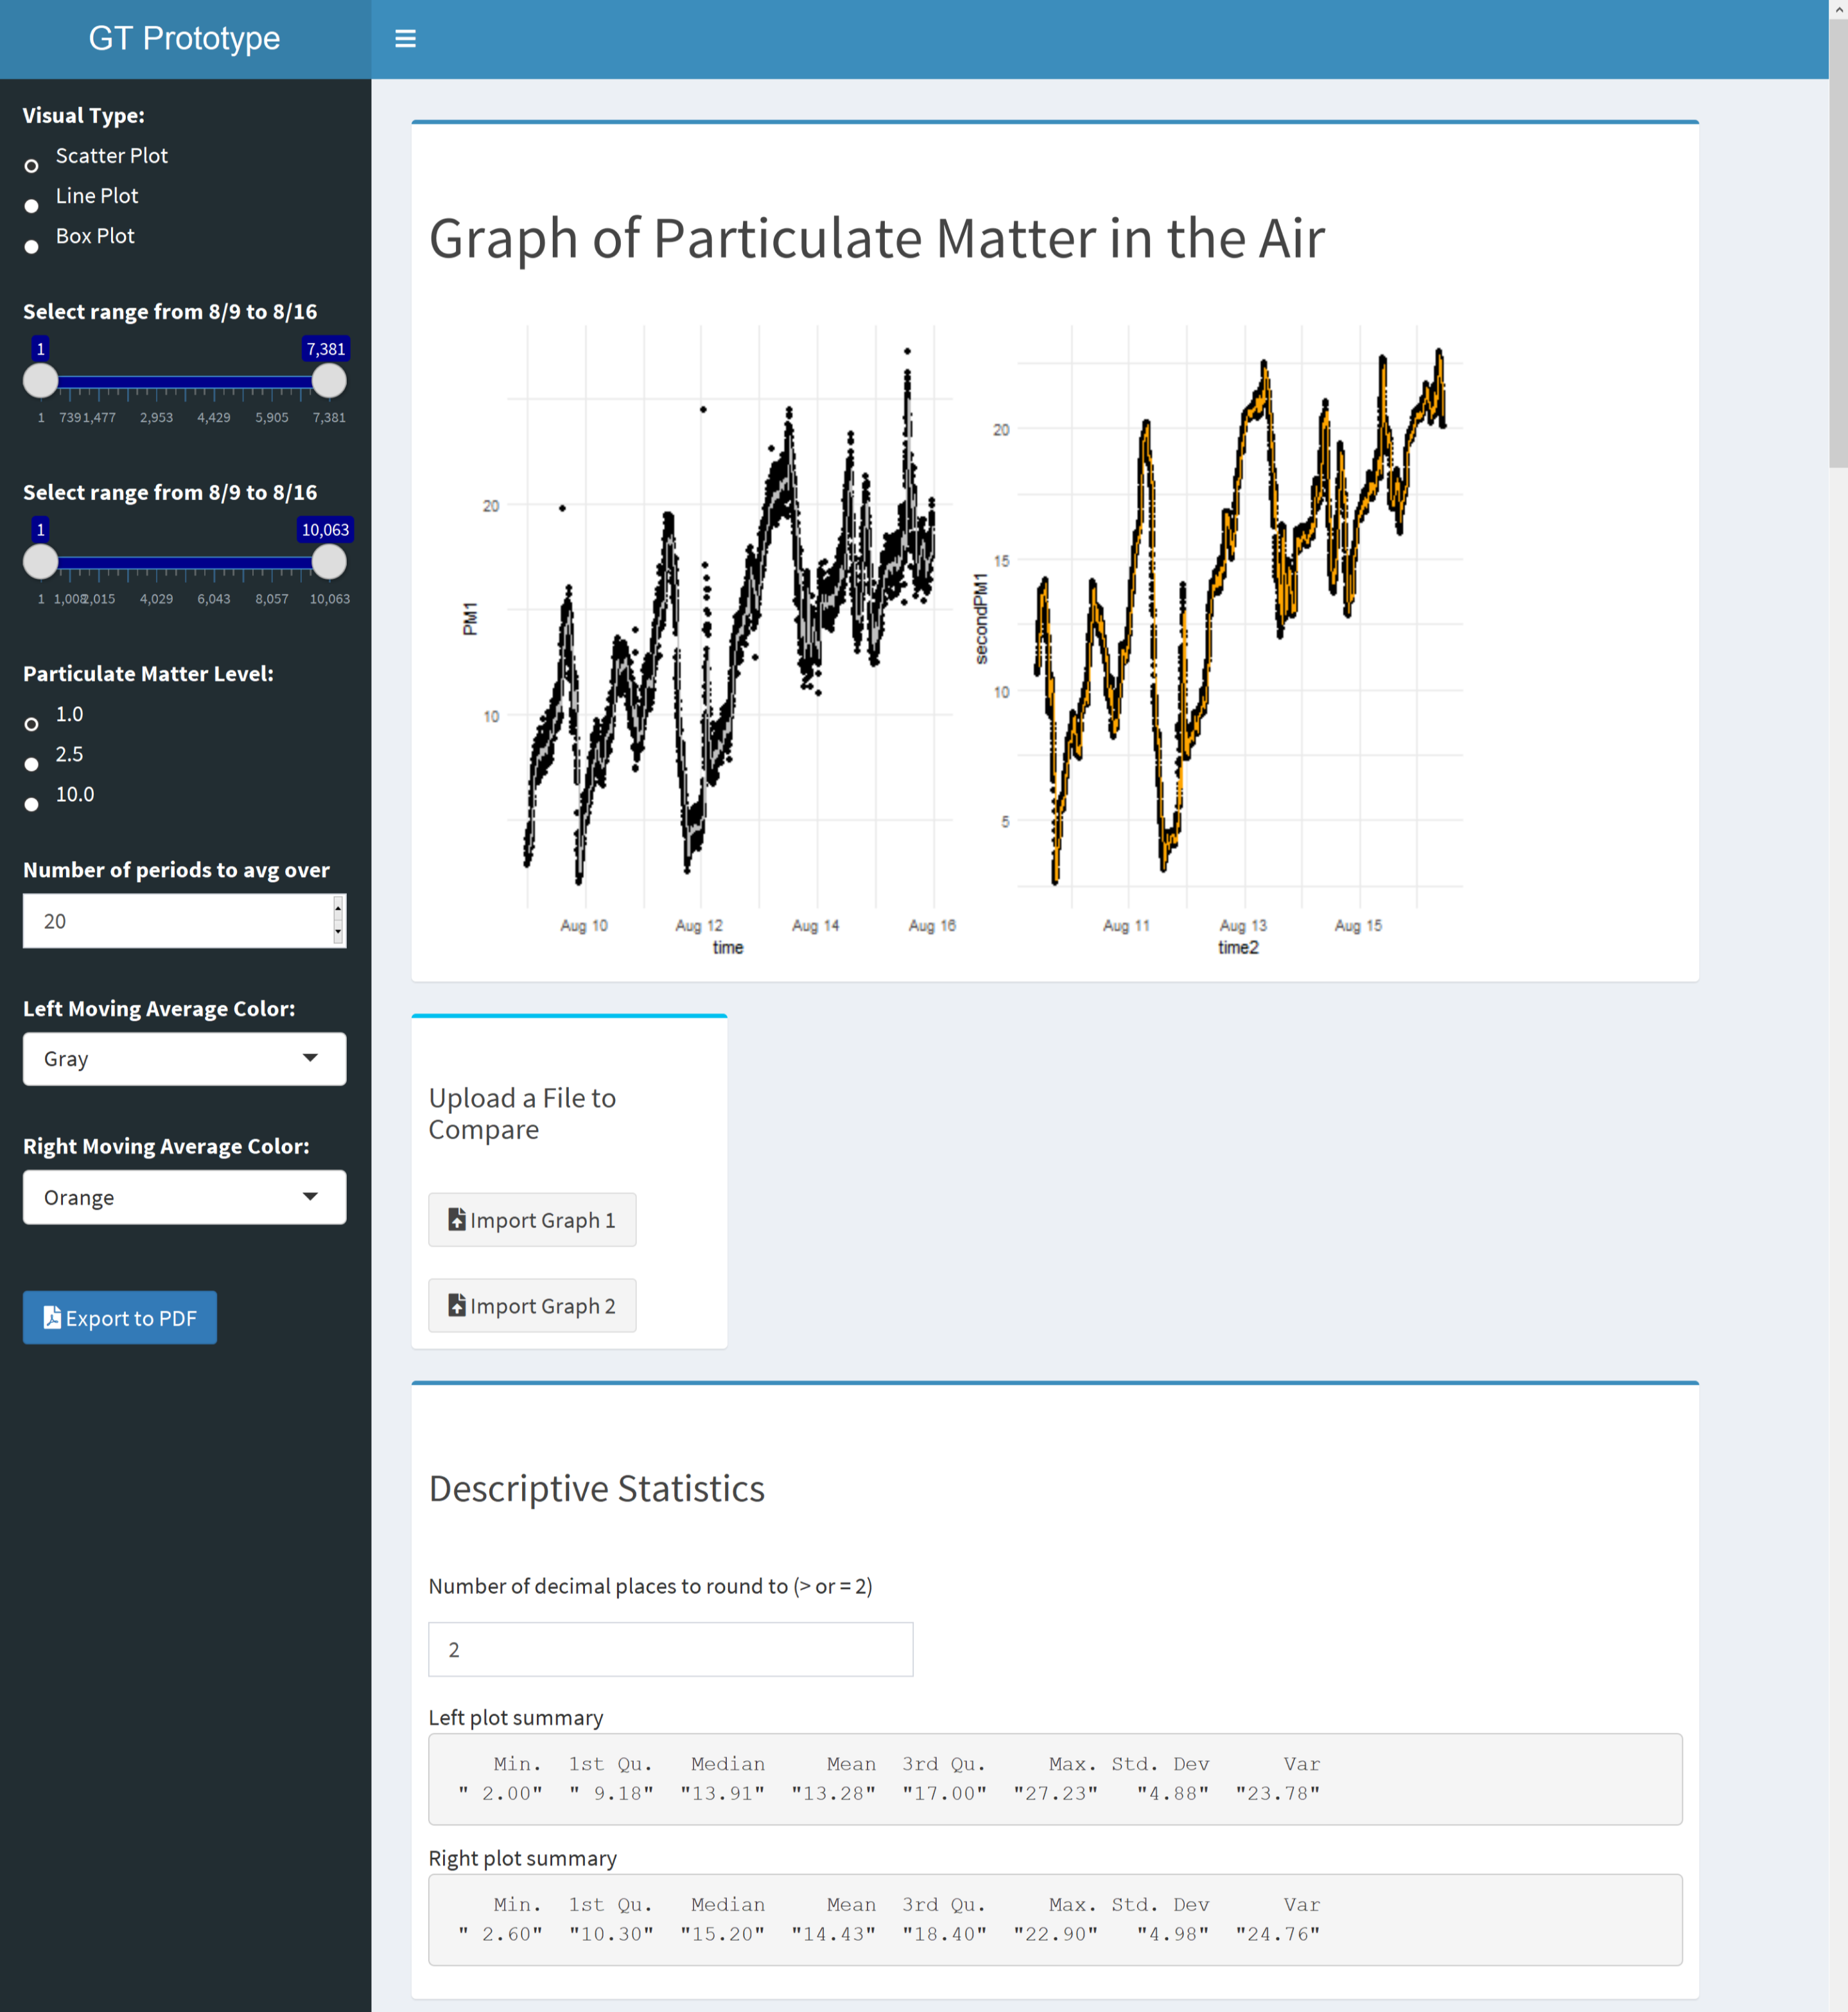 GT Prototype
Visual Type:
Scatter Plot
Line Plot
Box Plot
Select range from 8/9 to 8/16
1 7,381
1 739 1,477 2,953 4,429 5,905 7,381
Select range from 8/9 to 8/16
1 10,063
1 1,008 2,015 4,029 6,043 8,057 10,063
Particulate Matter Level:
1.0
2.5
10.0
Number of periods to avg over
20
Left Moving Average Color:
Gray
Right Moving Average Color:
Orange
Export to PDF
Graph of Particulate Matter in the Air
PM1
20
10
Aug 10 Aug 12 Aug 14 Aug 16
time
secondPM1
20
15
10
5
Aug 11 Aug 13 Aug 15
time2
Upload a File to
Compare
Import Graph 1
Import Graph 2
Descriptive Statistics
Number of decimal places to round to (> or = 2)
2
Left plot summary
Min. 1st Qu. Median Mean 3rd Qu. Max. Std. Dev Var
" 2.00" " 9.18" "13.91" "13.28" "17.00" "27.23" "4.88" "23.78"
Right plot summary
Min. 1st Qu. Median Mean 3rd Qu. Max. Std. Dev Var
" 2.60" "10.30" "15.20" "14.43" "18.40" "22.90" "4.98" "24.76"